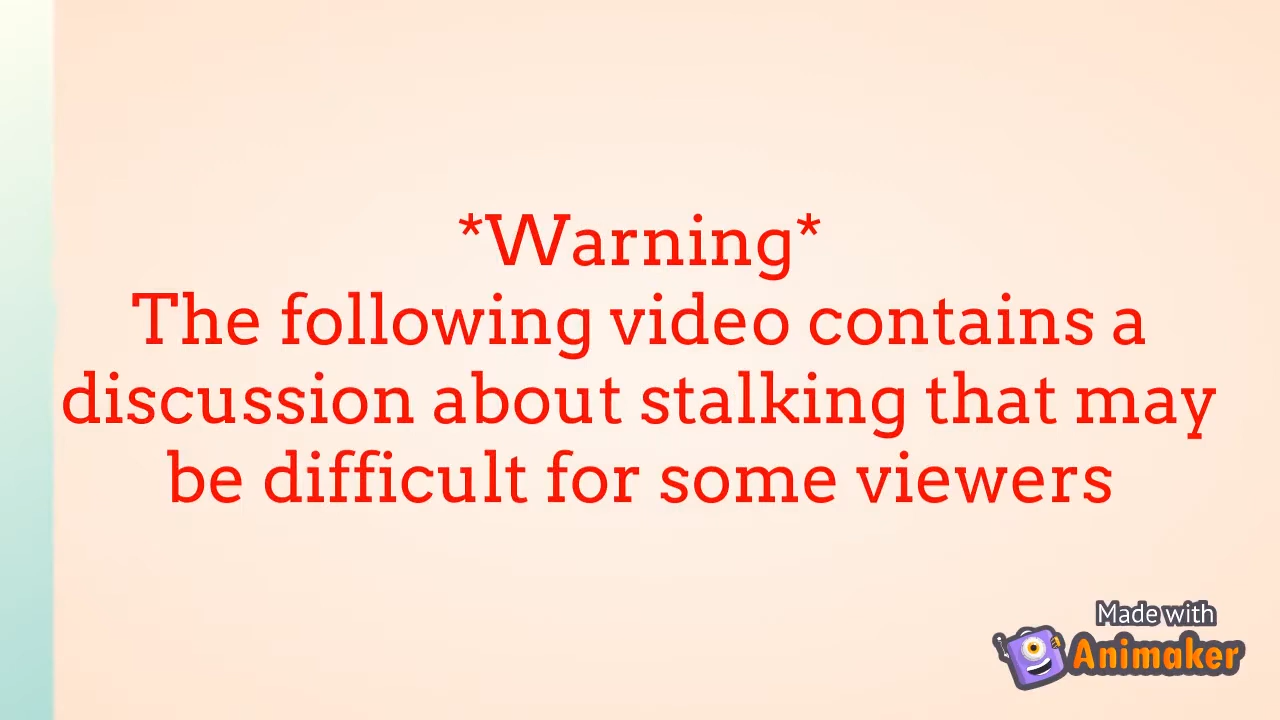 *Warning*
The following video contains a
discussion about stalking that may
be difficult for some viewers
Made with
Animaker